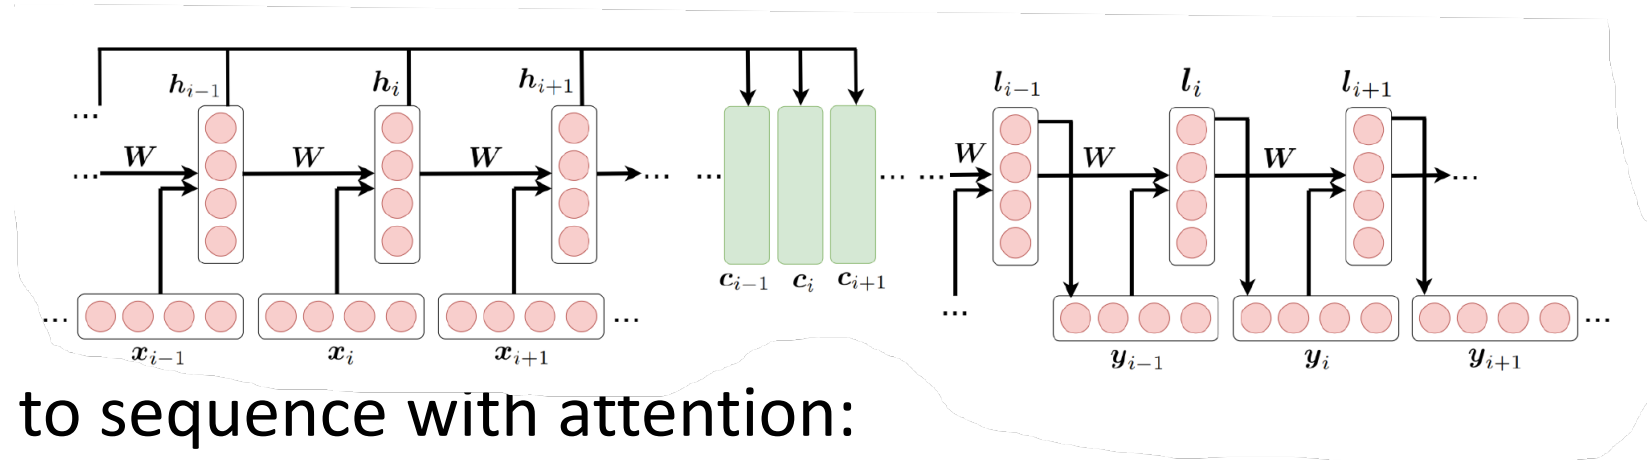 h_{i-1} h_i h_{i+1} l_{i-1} l_i l_{i+1}
... W W W ... ... ... ... W W W ...
c_{i-1} c_i c_{i+1}
... ... ... ...
x_{i-1} x_i x_{i+1} y_{i-1} y_i y_{i+1}
to sequence with attention: